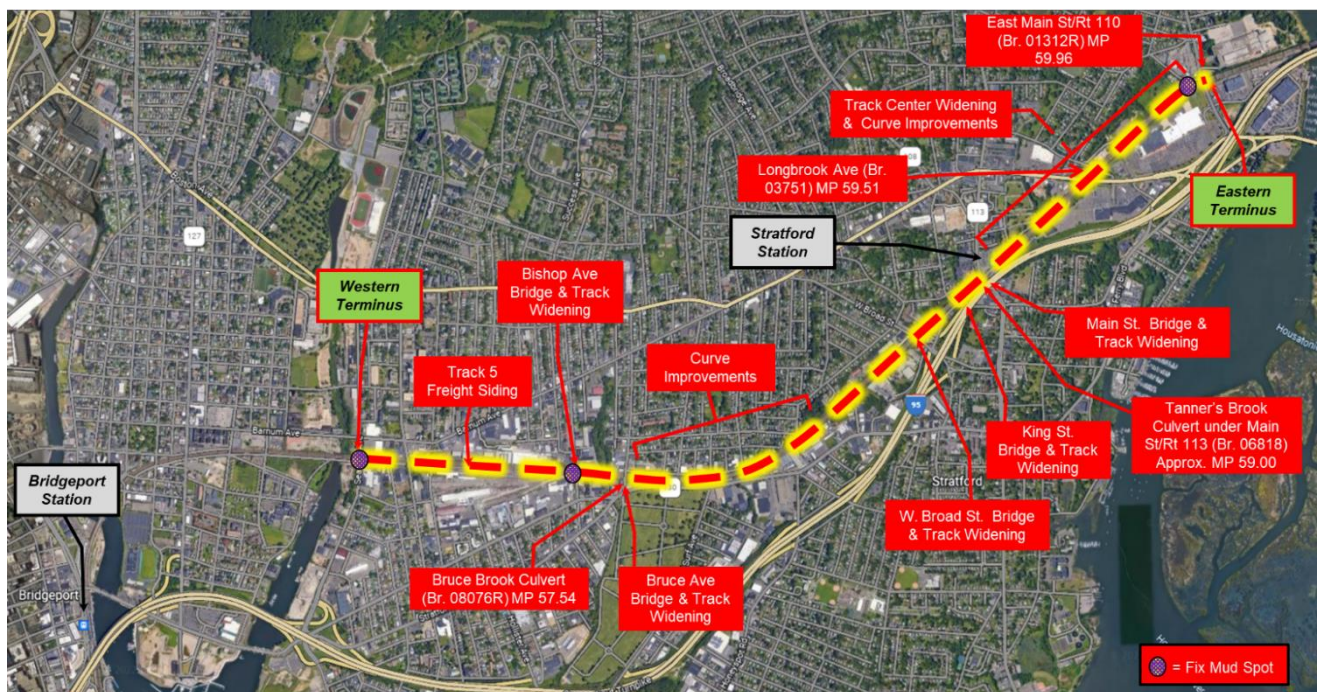 East Main St/Rt 110
(Br. 01312R) MP
59.96
Track Center Widening
& Curve Improvements
Longbrook Ave (Br.
03751) MP 59.51
113
Eastern
Terminus
Stratford
Station
127
Western
Terminus
Bishop Ave
Bridge & Track
Widening
W Broad St
Main St. Bridge &
Track Widening
Curve
Improvements
Track 5
Freight Siding
95
Barnum Ave
King St.
Bridge & Track
Widening
Tanner's Brook
Culvert under Main
St/Rt 113 (Br. 06818)
Approx. MP 59.00
Bridgeport
Station
Stratford
W. Broad St. Bridge
& Track Widening
Bruce Brook Culvert
(Br. 08076R) MP 57.54
Bruce Ave
Bridge & Track
Widening
Bridgeport
= Fix Mud Spot